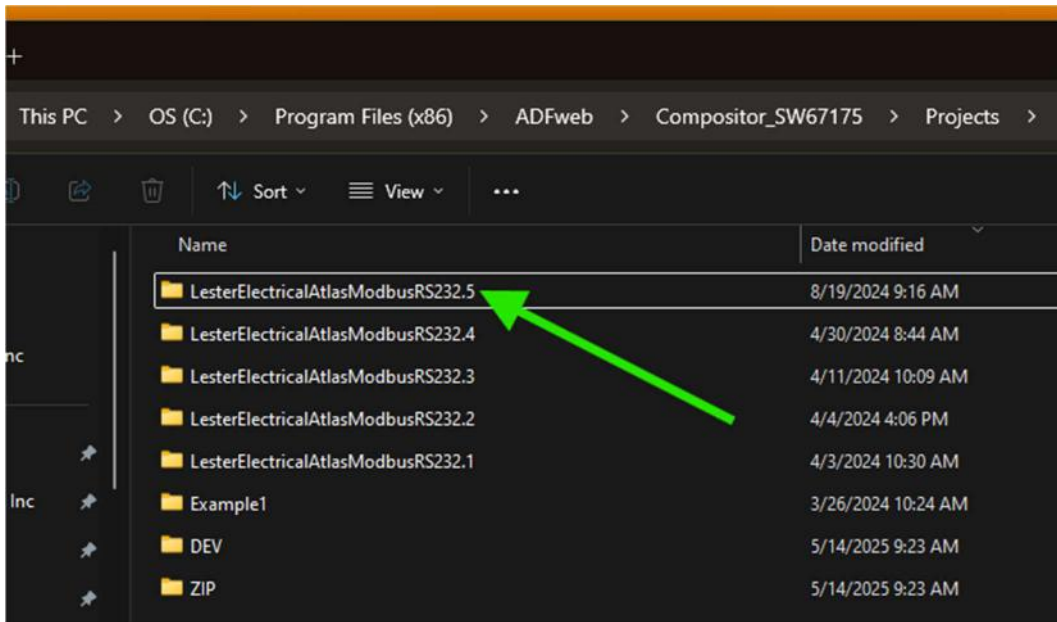 This PC > OS (C:) > Program Files (x86) > ADFweb > Compositor_SW67175 > Projects >
Sort View ...
Name Date modified
LesterElectricalAtlasModbusRS232.5 8/19/2024 9:16 AM
LesterElectricalAtlasModbusRS232.4 4/30/2024 8:44 AM
nc
LesterElectricalAtlasModbusRS232.3 4/11/2024 10:09 AM
LesterElectricalAtlasModbusRS232.2 4/4/2024 4:06 PM
LesterElectricalAtlasModbusRS232.1 4/3/2024 10:30 AM
Inc Example1 3/26/2024 10:24 AM
DEV 5/14/2025 9:23 AM
ZIP 5/14/2025 9:23 AM